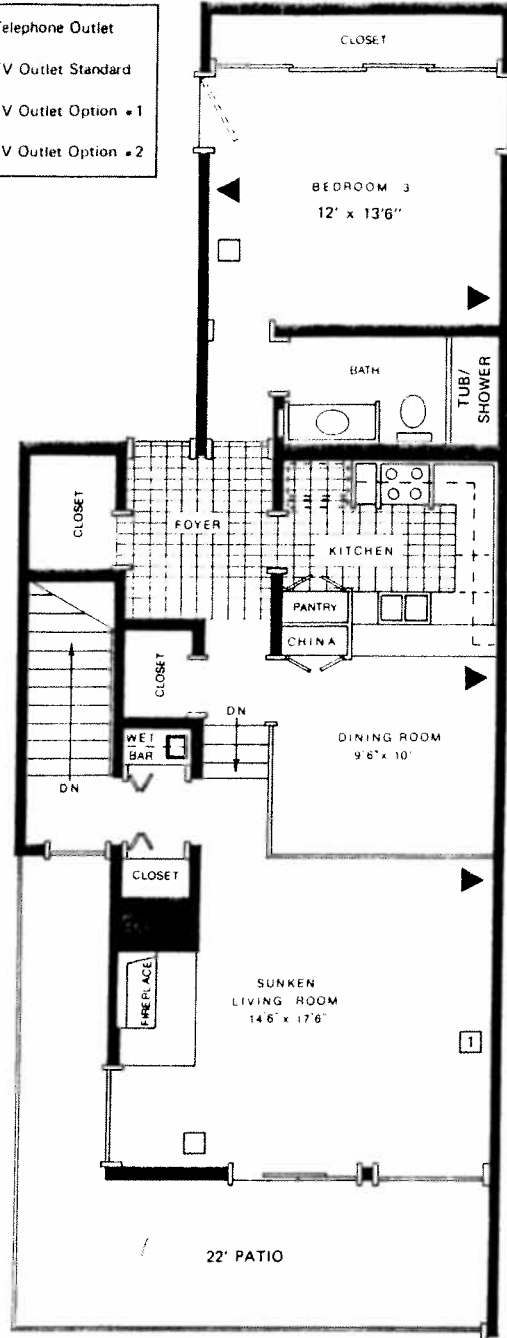 Telephone Outlet
V Outlet Standard
V Outlet Option •1
V Outlet Option •2
CLOSET
BEDROOM 3
12' x 13'6"
BATH
TUB/
SHOWER
CLOSET
FOYER
KITCHEN
PANTRY
CHINA
CLOSET
DN
WET
BAR
DN
DINING ROOM
9'6" x 10'
CLOSET
FIREPLACE
SUNKEN
LIVING ROOM
14'6" x 17'6"
1
22' PATIO